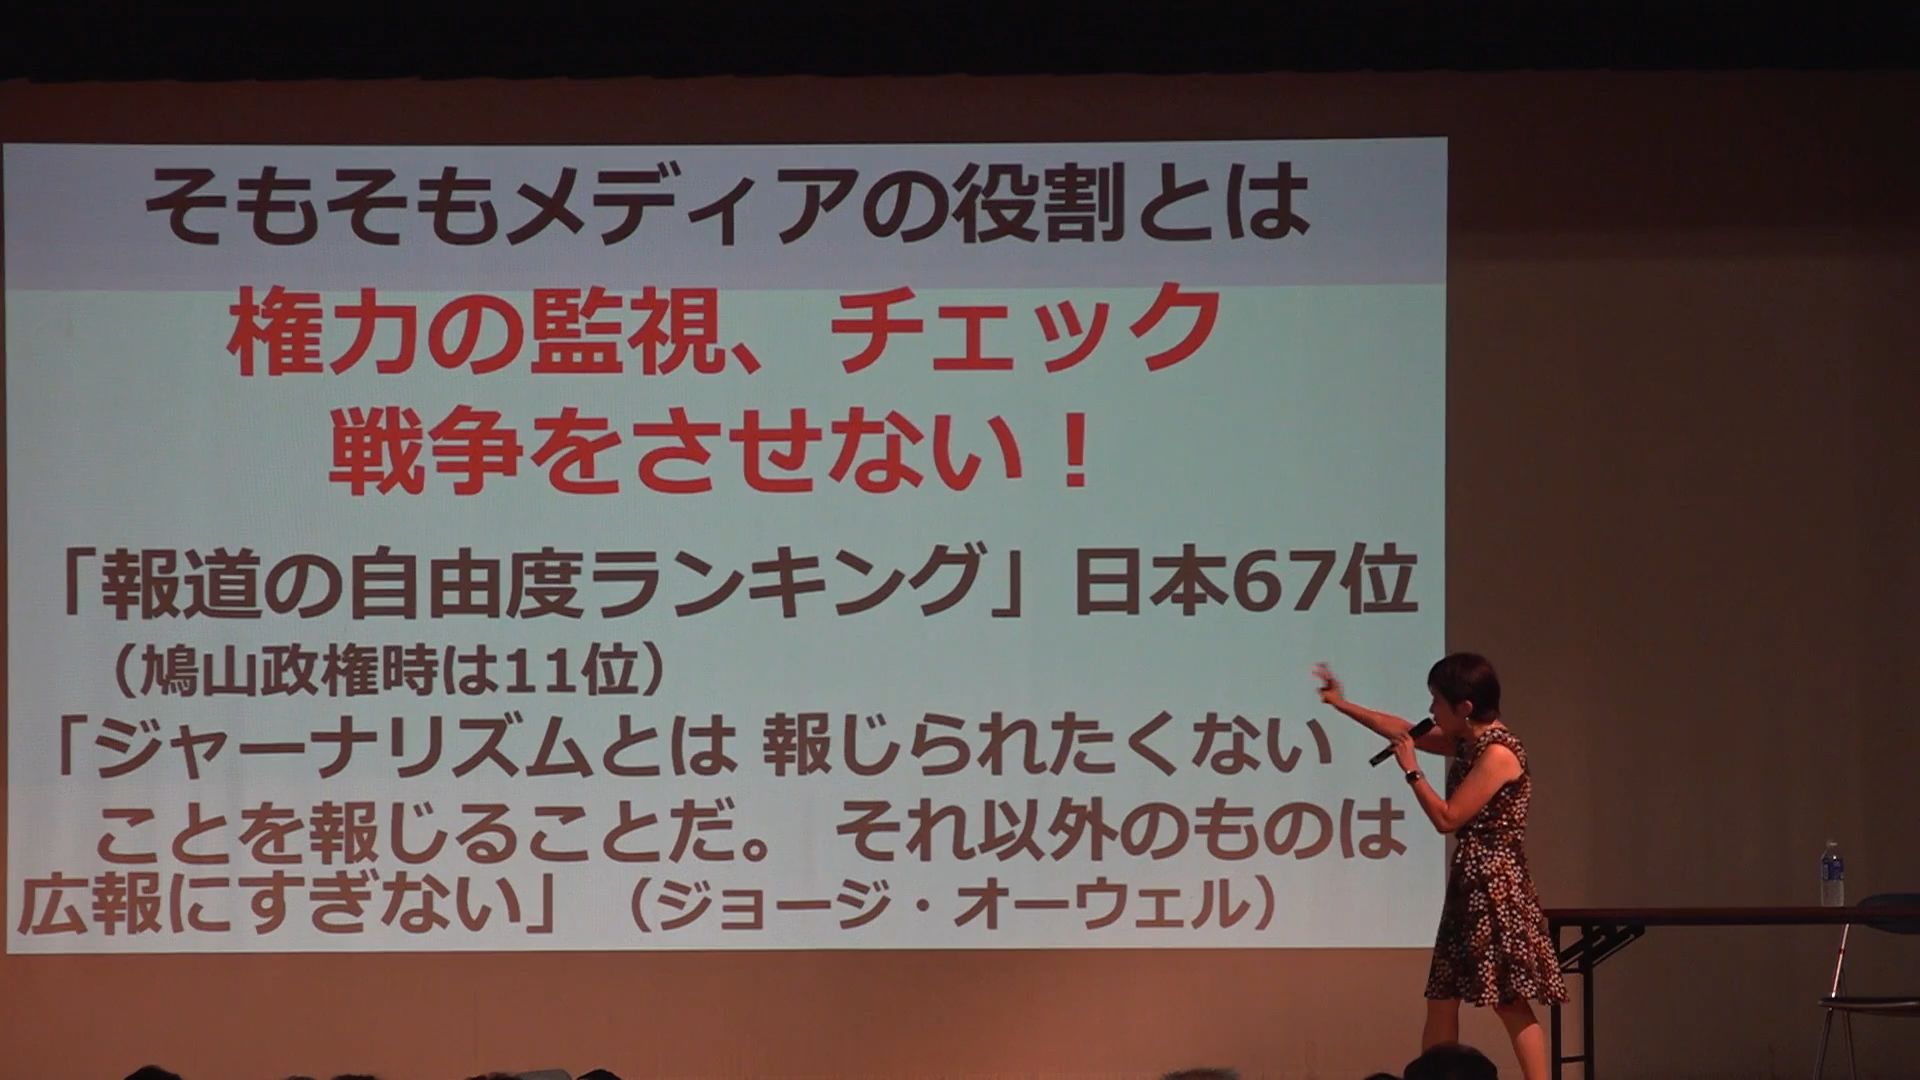 そもそもメディアの役割とは
権力の監視、チェック
戦争をさせない！
「報道の自由度ランキング」日本67位
（鳩山政権時は11位）
「ジャーナリズムとは 報じられたくない
ことを報じることだ。 それ以外のものは
広報にすぎない」（ジョージ・オーウェル）